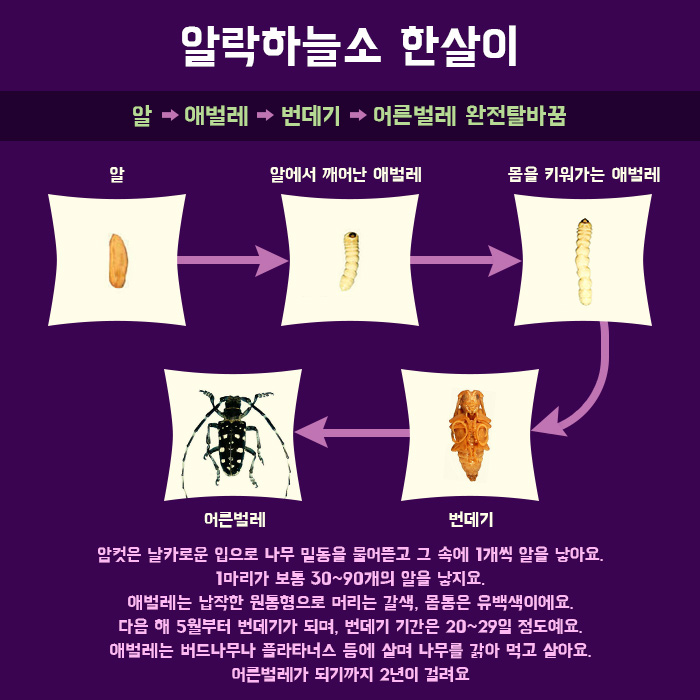 알락하늘소 한살이
알 → 애벌레 → 번데기 → 어른벌레 완전탈바꿈
알
알에서 깨어난 애벌레
몸을 키워가는 애벌레
어른벌레
번데기
암컷은 날카로운 입으로 나무 밑동을 물어뜯고 그 속에 1개씩 알을 낳아요.
1마리가 보통 30~90개의 알을 낳지요.
애벌레는 납작한 원통형으로 머리는 갈색, 몸통은 유백색이에요.
다음 해 5월부터 번데기가 되며, 번데기 기간은 20~29일 정도예요.
애벌레는 버드나무나 플라타너스 등에 살며 나무를 갉아 먹고 살아요.
어른벌레가 되기까지 2년이 걸려요